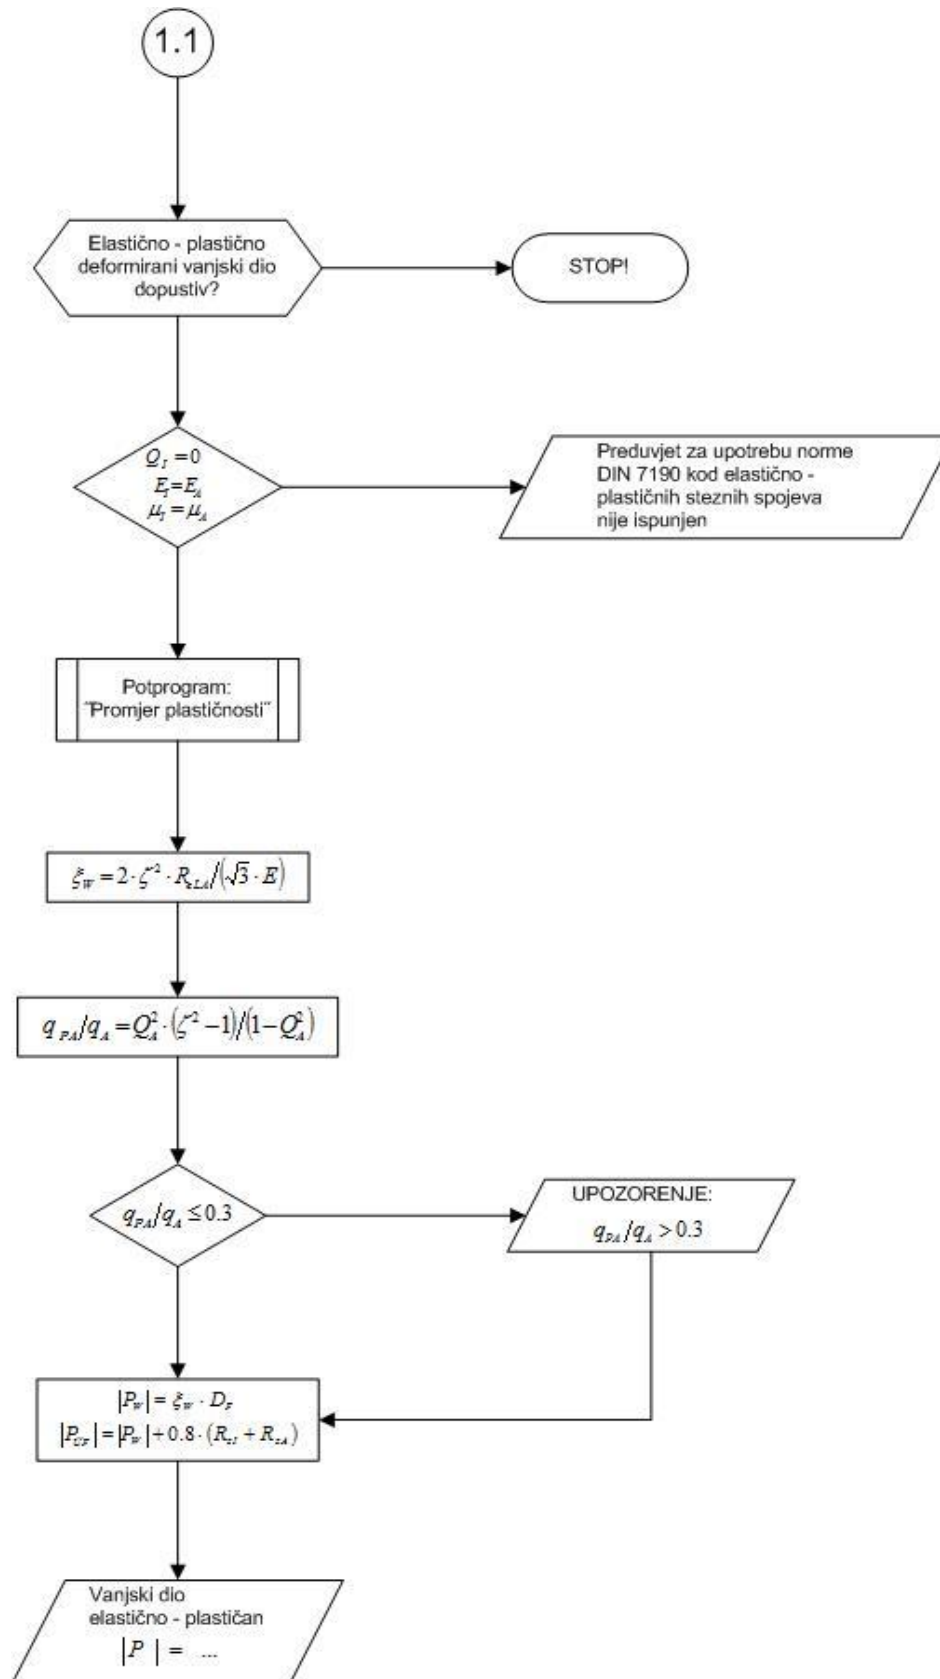 1.1
Elastično - plastično
deformirani vanjski dio
dopustiv?
STOP!
Q_I = 0
E_I = E_A
μ_I = μ_A
Preduvjet za upotrebu norme
DIN 7190 kod elastično -
plastičnih steznih spojeva
nije ispunjen
Potprogram:
˝Promjer plastičnosti˝
ξ_W = 2 · ζ² · R_eLA / (√3 · E)
q_PA / q_A = Q_A² · (ζ² − 1) / (1 − Q_A²)
q_PA / q_A ≤ 0.3
UPOZORENJE:
q_PA / q_A > 0.3
|P_W| = ξ_W · D_F
|P_UF| = |P_W| + 0.8 · (R_zI + R_zA)
Vanjski dio
elastično - plastičan
|P | = ...